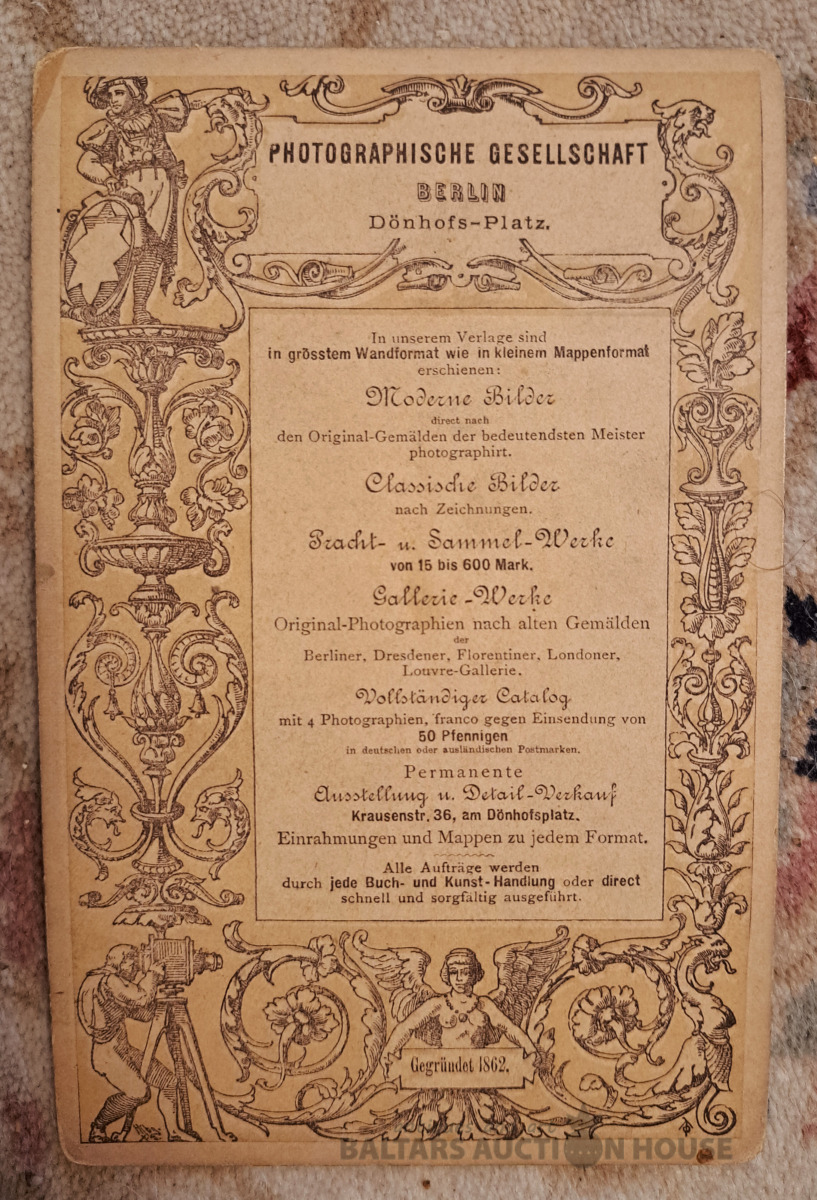 PHOTOGRAPHISCHE GESELLSCHAFT
BERLIN
Dönhofs-Platz.
In unserem Verlage sind
in grösstem Wandformat wie in kleinem Mappenformat
erschienen:
Moderne Bilder
direct nach
den Original-Gemälden der bedeutendsten Meister
photographirt.
Classische Bilder
nach Zeichnungen.
Pracht- u. Sammel-Werke
von 15 bis 600 Mark.
Gallerie-Werke
Original-Photographien nach alten Gemälden
der
Berliner, Dresdener, Florentiner, Londoner,
Louvre-Gallerie.
Vollständiger Catalog
mit 4 Photographien, franco gegen Einsendung von
50 Pfennigen
in deutschen oder ausländischen Postmarken.
Permanente
Ausstellung u. Detail-Verkauf
Krausenstr. 36, am Dönhofsplatz.
Einrahmungen und Mappen zu jedem Format.
Alle Aufträge werden
durch jede Buch- und Kunst-Handlung oder direct
schnell und sorgfältig ausgeführt.
Gegründet 1862.
BALTARS AUCTION HOUSE